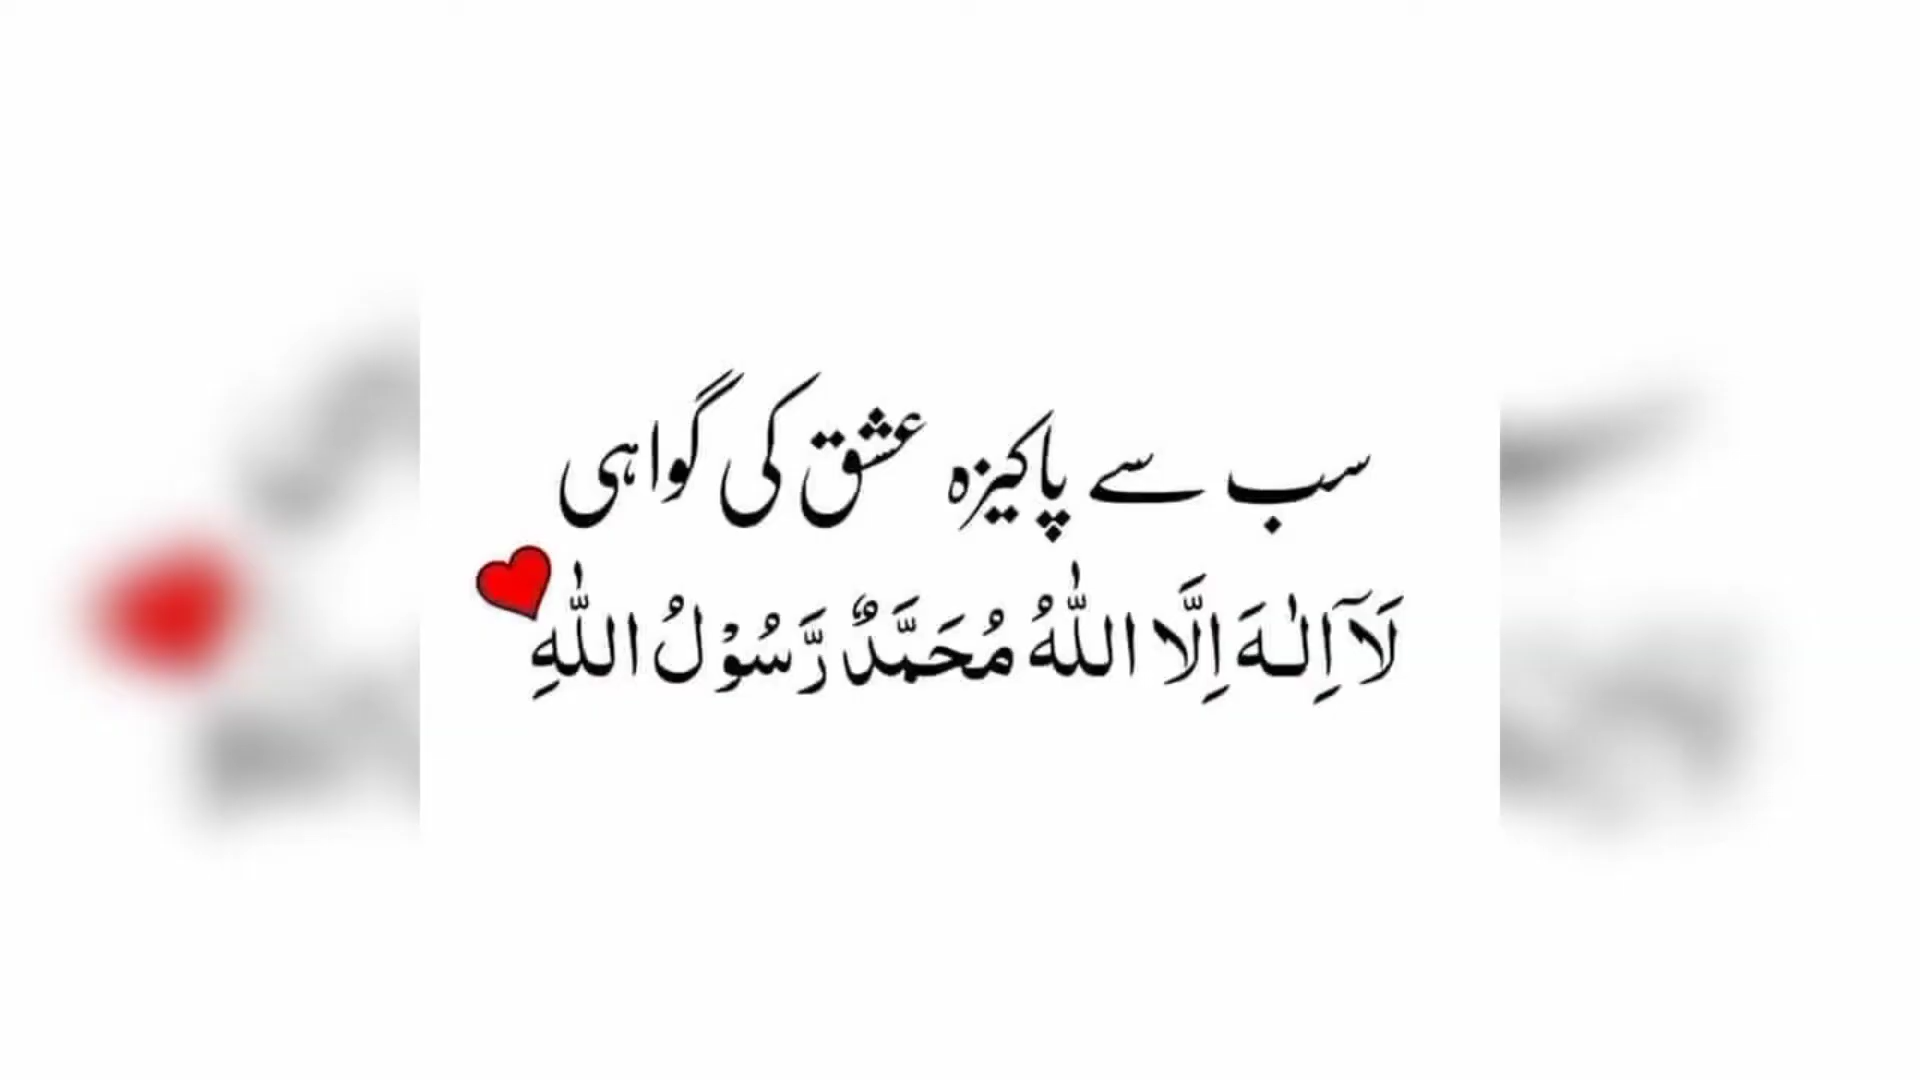 سب سے پاکیزہ عشق کی گواہی
لَآ اِلٰهَ اِلَّا اللّٰهُ مُحَمَّدٌ رَّسُوْلُ اللّٰهِ